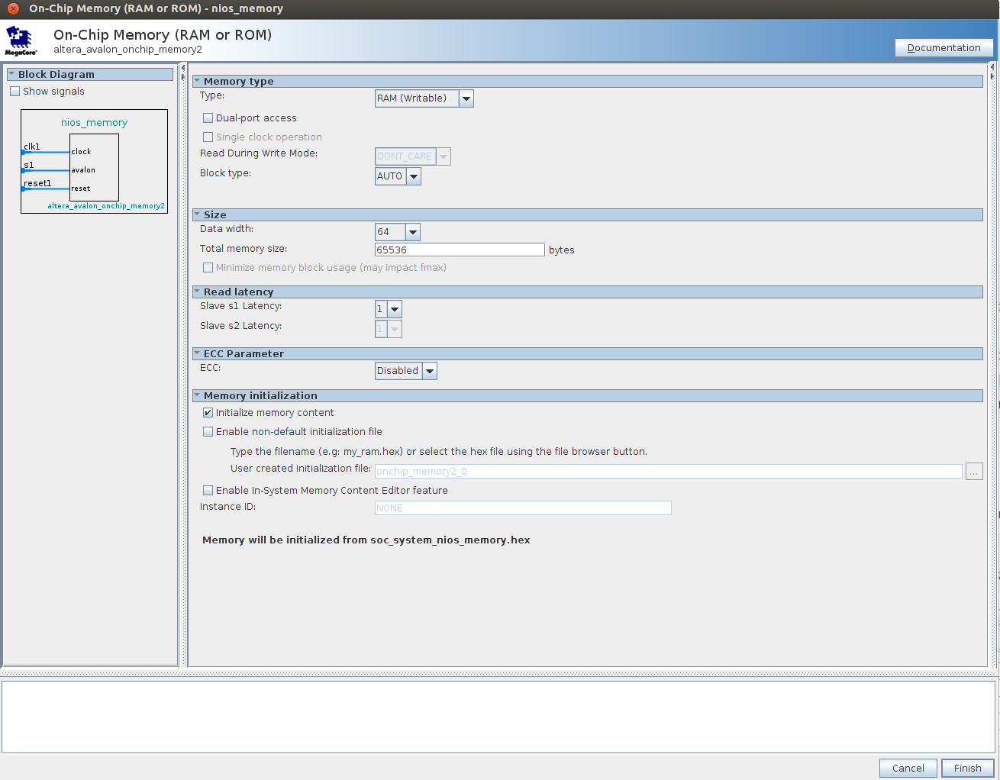 On-Chip Memory (RAM or ROM) - nios_memory
On-Chip Memory (RAM or ROM)
altera_avalon_onchip_memory2
MegaCore®
Documentation
Block Diagram
Show signals
nios_memory
clk1
clock
s1
avalon
reset1
reset
altera_avalon_onchip_memory2
Memory type
Type: RAM (Writable)
Dual-port access
Single clock operation
Read During Write Mode: DONT_CARE
Block type: AUTO
Size
Data width: 64
Total memory size: 65536 bytes
Minimize memory block usage (may impact fmax)
Read latency
Slave s1 Latency: 1
Slave s2 Latency: 1
ECC Parameter
ECC: Disabled
Memory initialization
Initialize memory content
Enable non-default initialization file
Type the filename (e.g: my_ram.hex) or select the hex file using the file browser button.
User created initialization file: onchip_memory2_0 ...
Enable In-System Memory Content Editor feature
Instance ID: NONE
Memory will be initialized from soc_system_nios_memory.hex
Cancel Finish